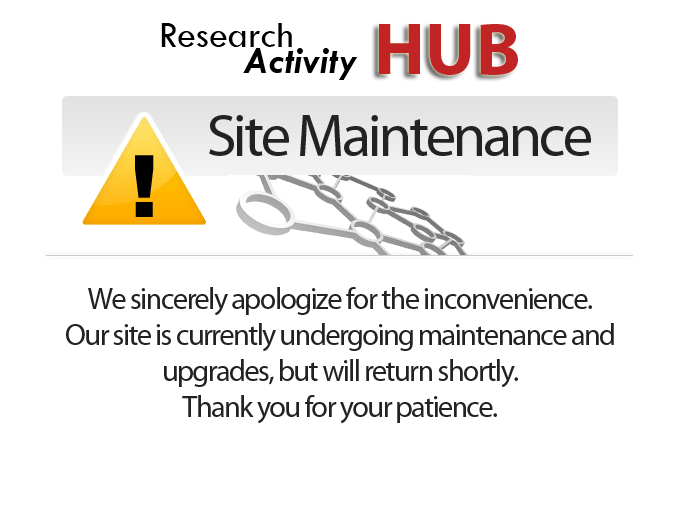 Research
Activity HUB
Site Maintenance
!
We sincerely apologize for the inconvenience.
Our site is currently undergoing maintenance and
upgrades, but will return shortly.
Thank you for your patience.